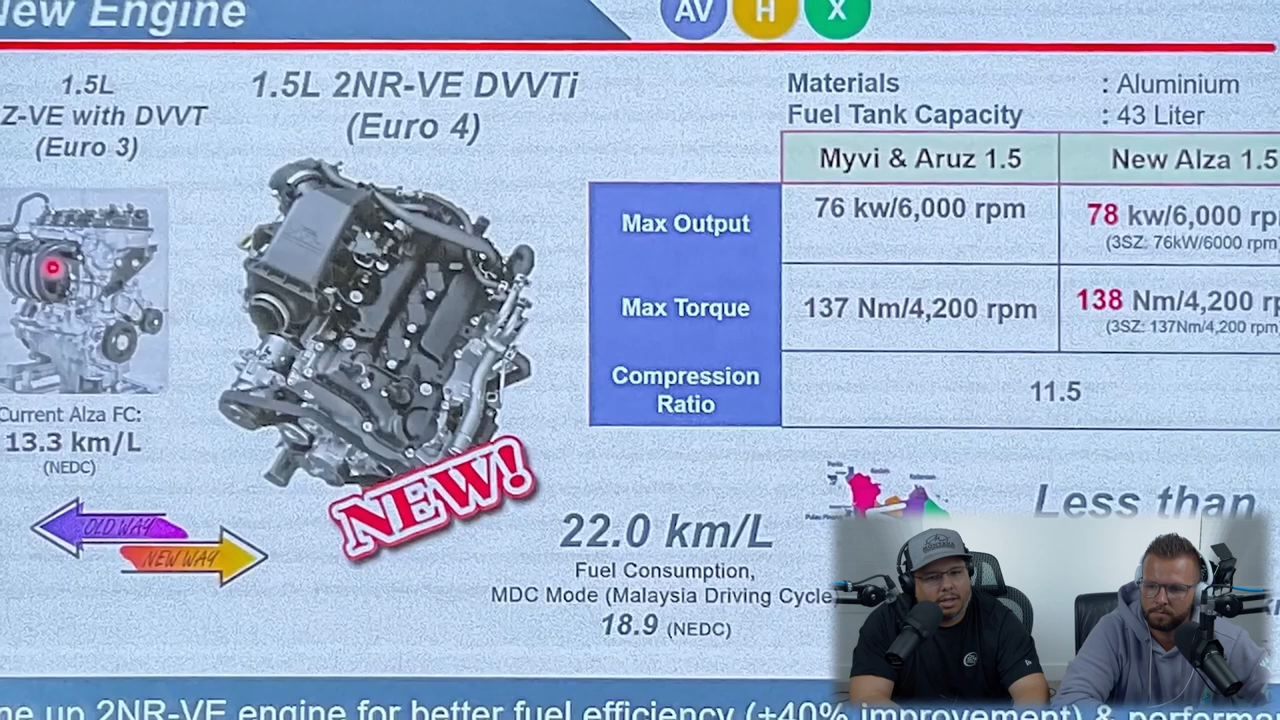 New Engine
AV H X
1.5L
Z-VE with DVVT
(Euro 3)
1.5L 2NR-VE DVVTi
(Euro 4)
Materials : Aluminium
Fuel Tank Capacity : 43 Liter
Myvi & Aruz 1.5 New Alza 1.5
Max Output 76 kw/6,000 rpm 78 kw/6,000 rp
(3SZ: 76kW/6000 rpm)
Max Torque 137 Nm/4,200 rpm 138 Nm/4,200 rp
(3SZ: 137Nm/4,200 rpm)
Compression
Ratio 11.5
Current Alza FC:
13.3 km/L
(NEDC)
OLD WAY
NEW WAY
NEW!
22.0 km/L
Fuel Consumption,
MDC Mode (Malaysia Driving Cycle
18.9 (NEDC)
Less than
ne up 2NR-VE engine for better fuel efficiency (+40% improvement) & performa